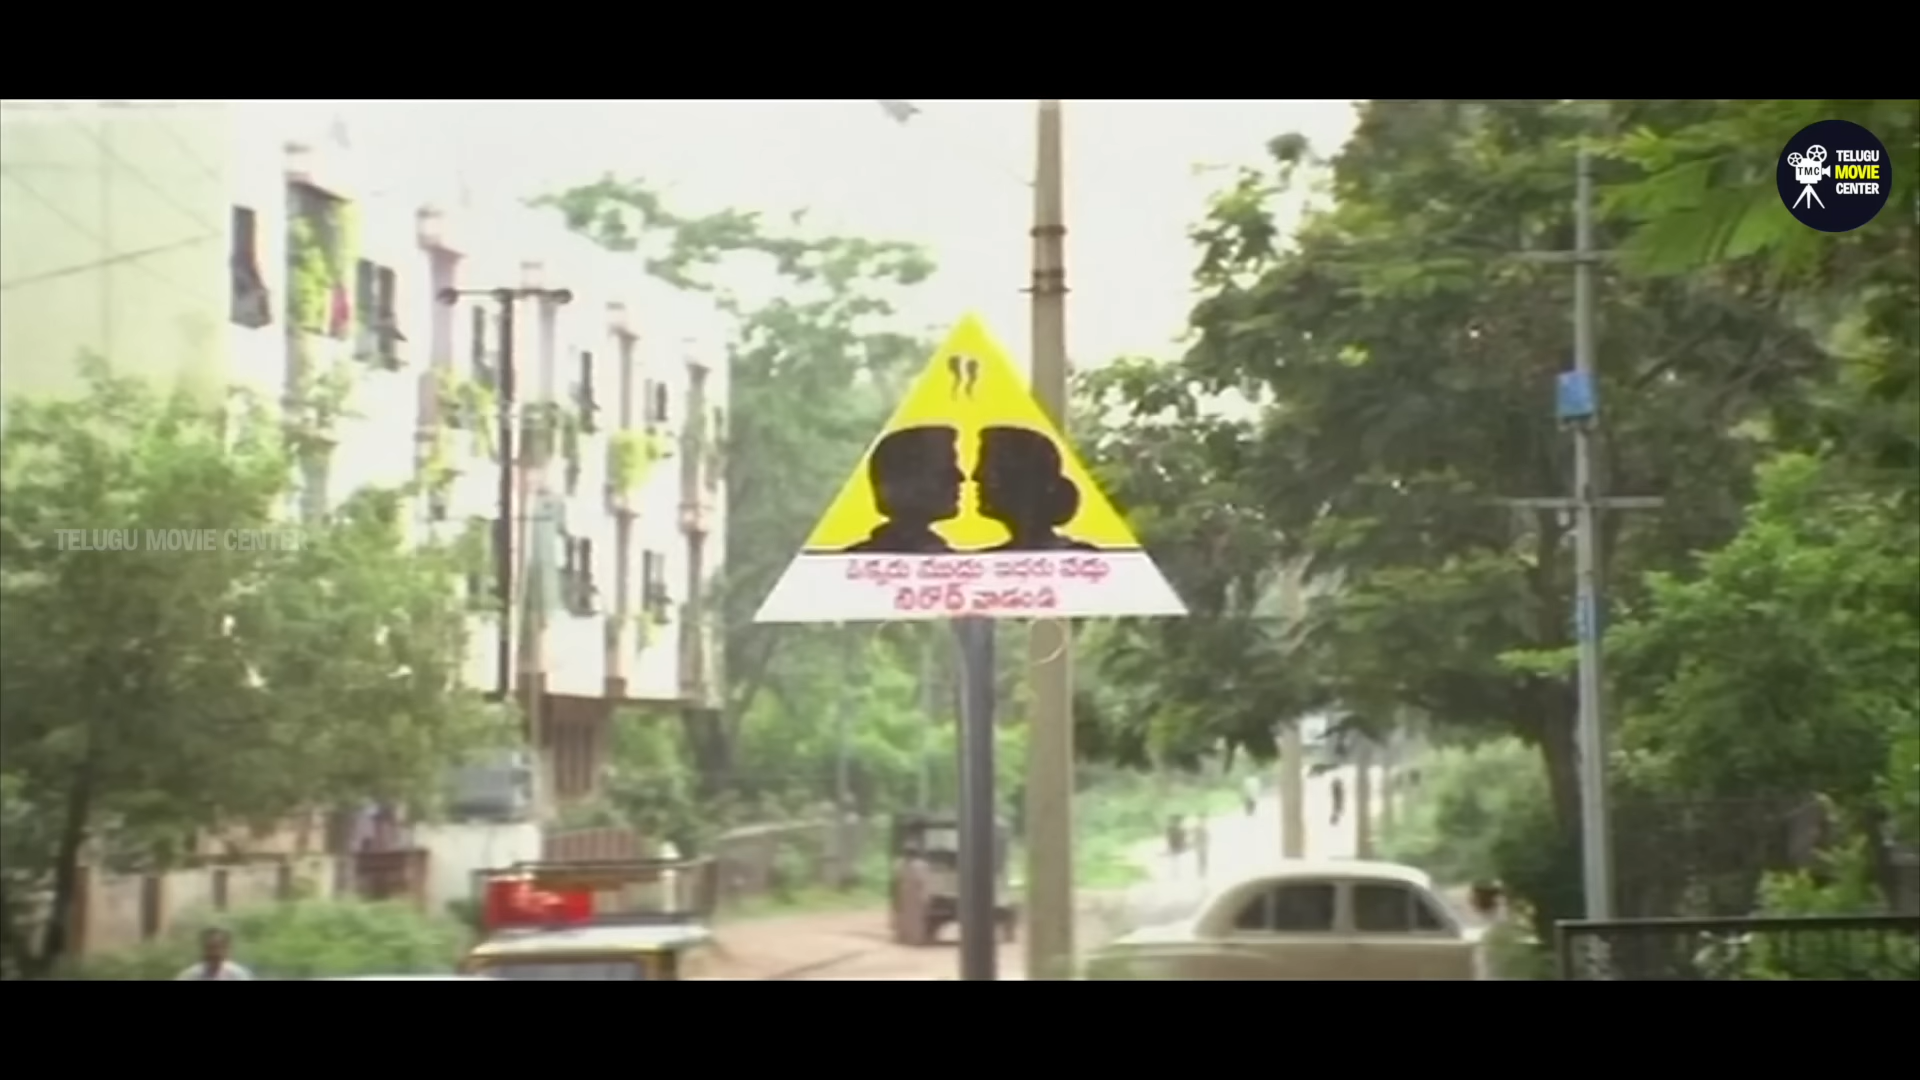 TELUGU
MOVIE
CENTER
TMC
TELUGU MOVIE CENTER
ఒక్కరు ముద్దు ఇద్దరు వద్దు
నిరోధ్ వాడండి